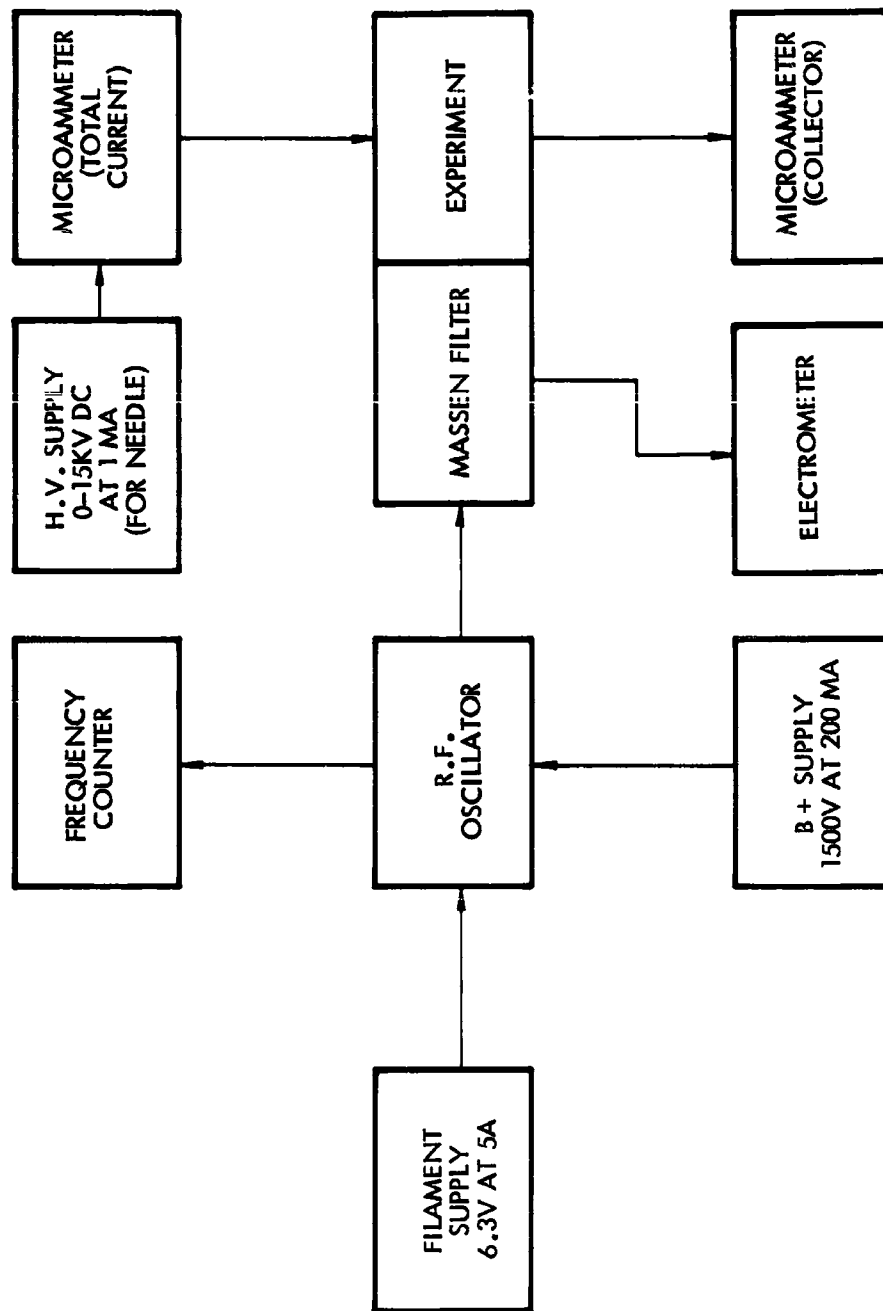 MICROAMMETER
(TOTAL
CURRENT)
H.V. SUPPLY
0-15KV DC
AT 1 MA
(FOR NEEDLE)
FREQUENCY
COUNTER
EXPERIMENT
MASSEN FILTER
R.F.
OSCILLATOR
FILAMENT
SUPPLY
6.3V AT 5A
MICROAMMETER
(COLLECTOR)
ELECTROMETER
B + SUPPLY
1500V AT 200 MA